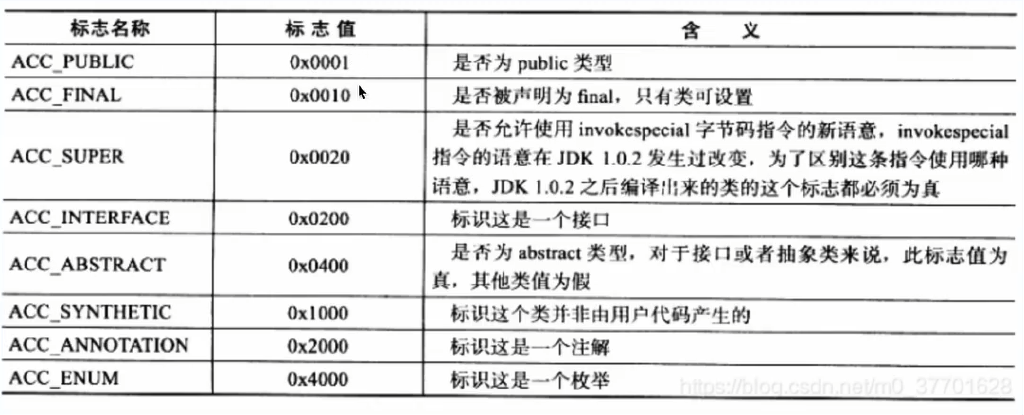 标志名称 标志值 含义
ACC_PUBLIC 0x0001 是否为 public 类型
ACC_FINAL 0x0010 是否被声明为 final，只有类可设置
是否允许使用 invokespecial 字节码指令的新语意，invokespecial
ACC_SUPER 0x0020 指令的语意在 JDK 1.0.2 发生过改变，为了区别这条指令使用哪种
语意，JDK 1.0.2 之后编译出来的类的这个标志都必须为真
ACC_INTERFACE 0x0200 标识这是一个接口
ACC_ABSTRACT 0x0400 是否为 abstract 类型，对于接口或者抽象类来说，此标志值为
真，其他类值为假
ACC_SYNTHETIC 0x1000 标识这个类并非由用户代码产生的
ACC_ANNOTATION 0x2000 标识这是一个注解
ACC_ENUM 0x4000 标识这是一个枚举
https://blog.csdn.net/m0_37701628